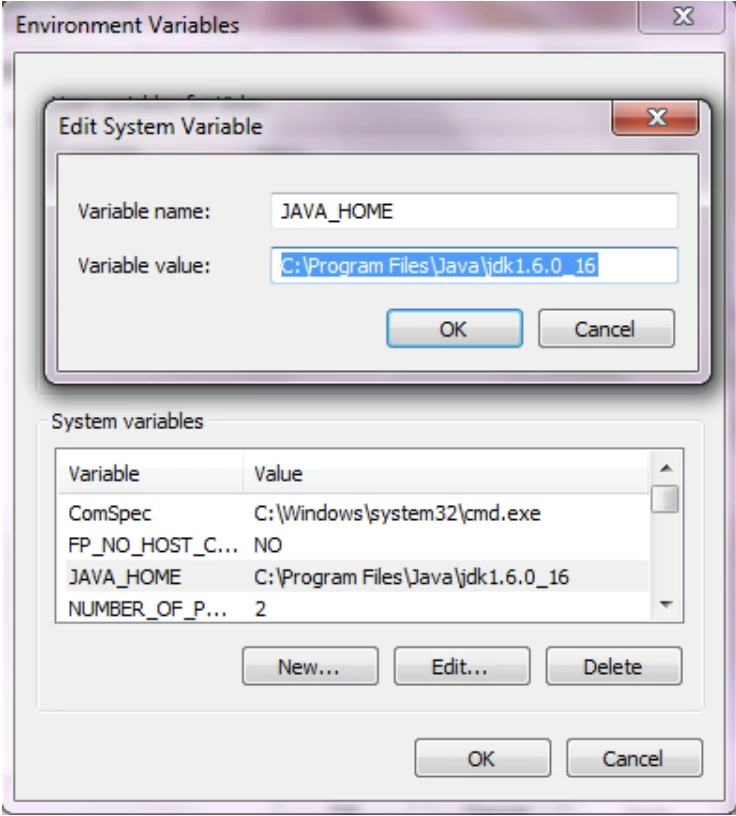 Environment Variables
Edit System Variable
Variable name: JAVA_HOME
Variable value: C:\Program Files\Java\jdk1.6.0_16
OK Cancel
System variables
Variable Value
ComSpec C:\Windows\system32\cmd.exe
FP_NO_HOST_C... NO
JAVA_HOME C:\Program Files\Java\jdk1.6.0_16
NUMBER_OF_P... 2
New... Edit... Delete
OK Cancel